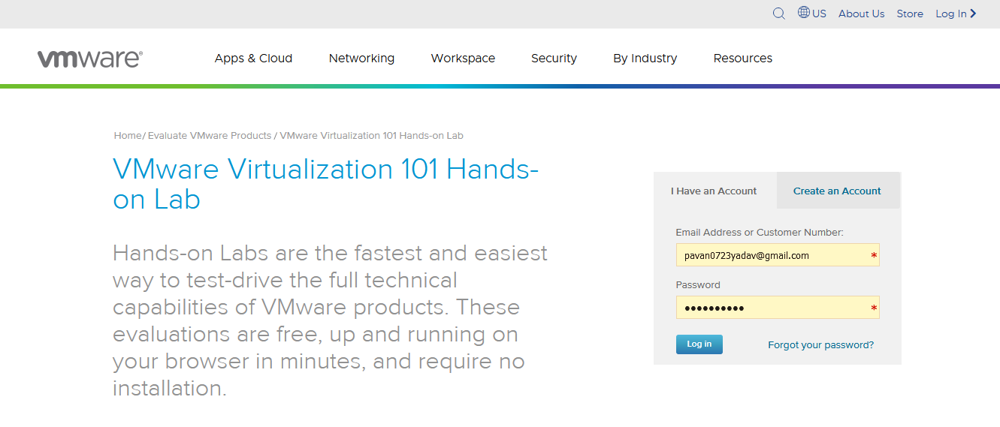 US About Us Store Log In
vmware®
Apps & Cloud Networking Workspace Security By Industry Resources
Home / Evaluate VMware Products / VMware Virtualization 101 Hands-on Lab
VMware Virtualization 101 Hands-
on Lab
Hands-on Labs are the fastest and easiest
way to test-drive the full technical
capabilities of VMware products. These
evaluations are free, up and running on
your browser in minutes, and require no
installation.
I Have an Account Create an Account
Email Address or Customer Number:
pavan0723yadav@gmail.com *
Password
●●●●●●●●●● *
Log in Forgot your password?